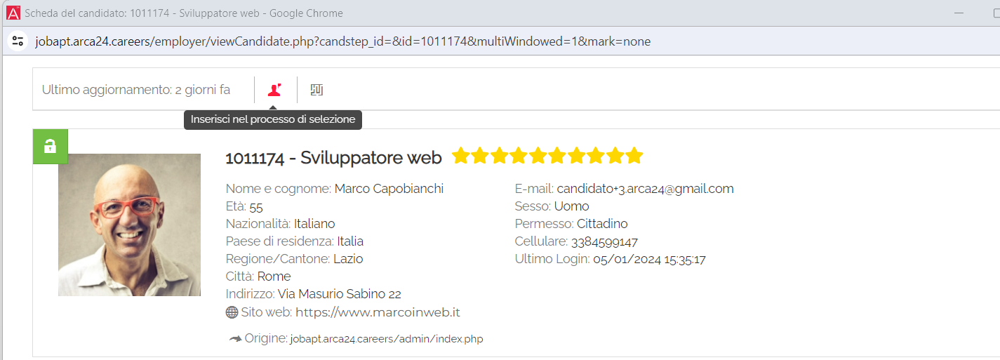 Scheda del candidato: 1011174 - Sviluppatore web - Google Chrome
jobapt.arca24.careers/employer/viewCandidate.php?candstep_id=&id=1011174&multiWindowed=1&mark=none
Ultimo aggiornamento: 2 giorni fa
Inserisci nel processo di selezione
1011174 - Sviluppatore web
Nome e cognome: Marco Capobianchi
Età: 55
Nazionalità: Italiano
Paese di residenza: Italia
Regione/Cantone: Lazio
Città: Rome
Indirizzo: Via Masurio Sabino 22
Sito web: https://www.marcoinweb.it
Origine: jobapt.arca24.careers/admin/index.php
E-mail: candidato+3.arca24@gmail.com
Sesso: Uomo
Permesso: Cittadino
Cellulare: 3384599147
Ultimo Login: 05/01/2024 15:35:17